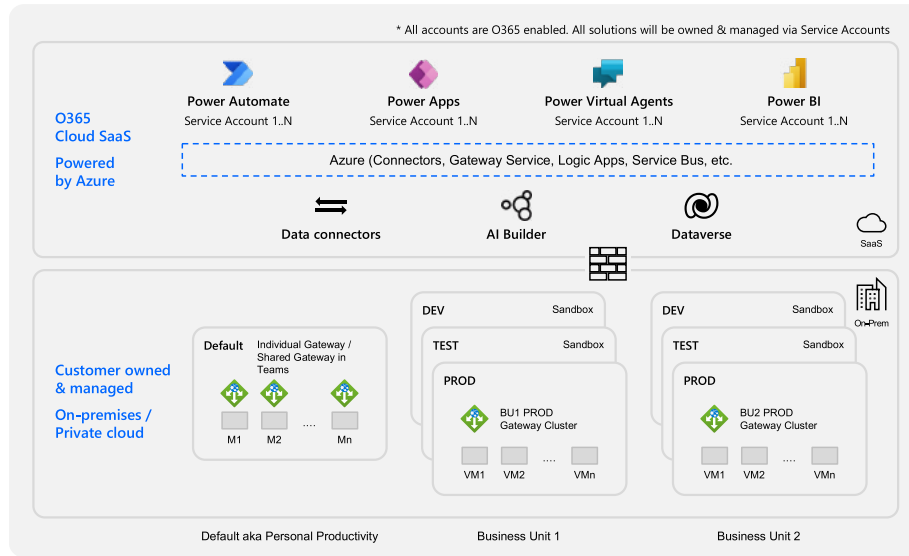 * All accounts are O365 enabled. All solutions will be owned & managed via Service Accounts
O365
Cloud SaaS
Powered
by Azure
Power Automate
Service Account 1..N
Power Apps
Service Account 1..N
Power Virtual Agents
Service Account 1..N
Power BI
Service Account 1..N
Azure (Connectors, Gateway Service, Logic Apps, Service Bus, etc.
Data connectors
AI Builder
Dataverse
SaaS
On-Prem
Customer owned
& managed
On-premises /
Private cloud
Default
Individual Gateway /
Shared Gateway in
Teams
M1
M2
....
Mn
DEV
Sandbox
TEST
Sandbox
PROD
BU1 PROD
Gateway Cluster
VM1
VM2
....
VMn
DEV
Sandbox
TEST
Sandbox
PROD
BU2 PROD
Gateway Cluster
VM1
VM2
....
VMn
Default aka Personal Productivity
Business Unit 1
Business Unit 2